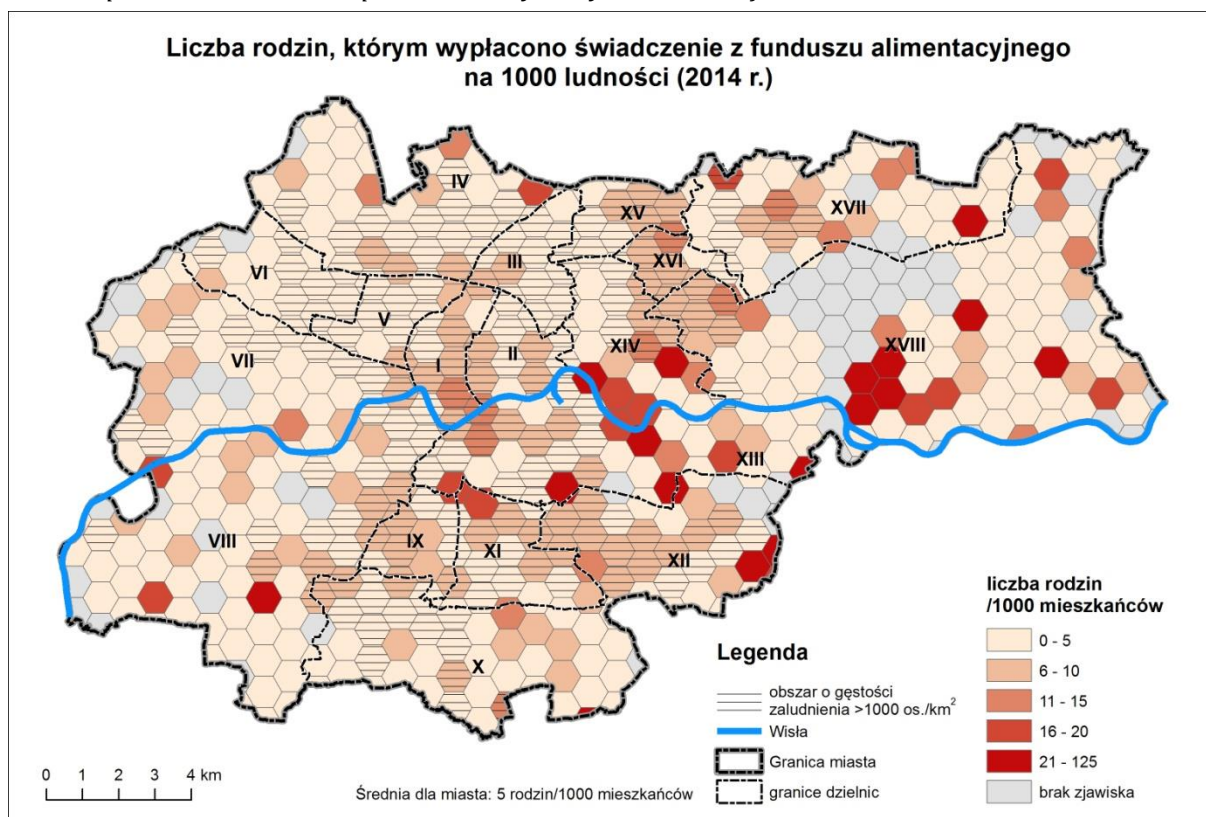 Liczba rodzin, którym wypłacono świadczenie z funduszu alimentacyjnego
na 1000 ludności (2014 r.)
IV
XV
XVII
III
XVI
VI
V
VII
I
II
XIV
XVIII
XIII
VIII
IX
XI
XII
X
Legenda
obszar o gęstości
zaludnienia >1000 os./km²
Wisła
Granica miasta
granice dzielnic
liczba rodzin
/1000 mieszkańców
0 - 5
6 - 10
11 - 15
16 - 20
21 - 125
brak zjawiska
0 1 2 3 4 km
Średnia dla miasta: 5 rodzin/1000 mieszkańców